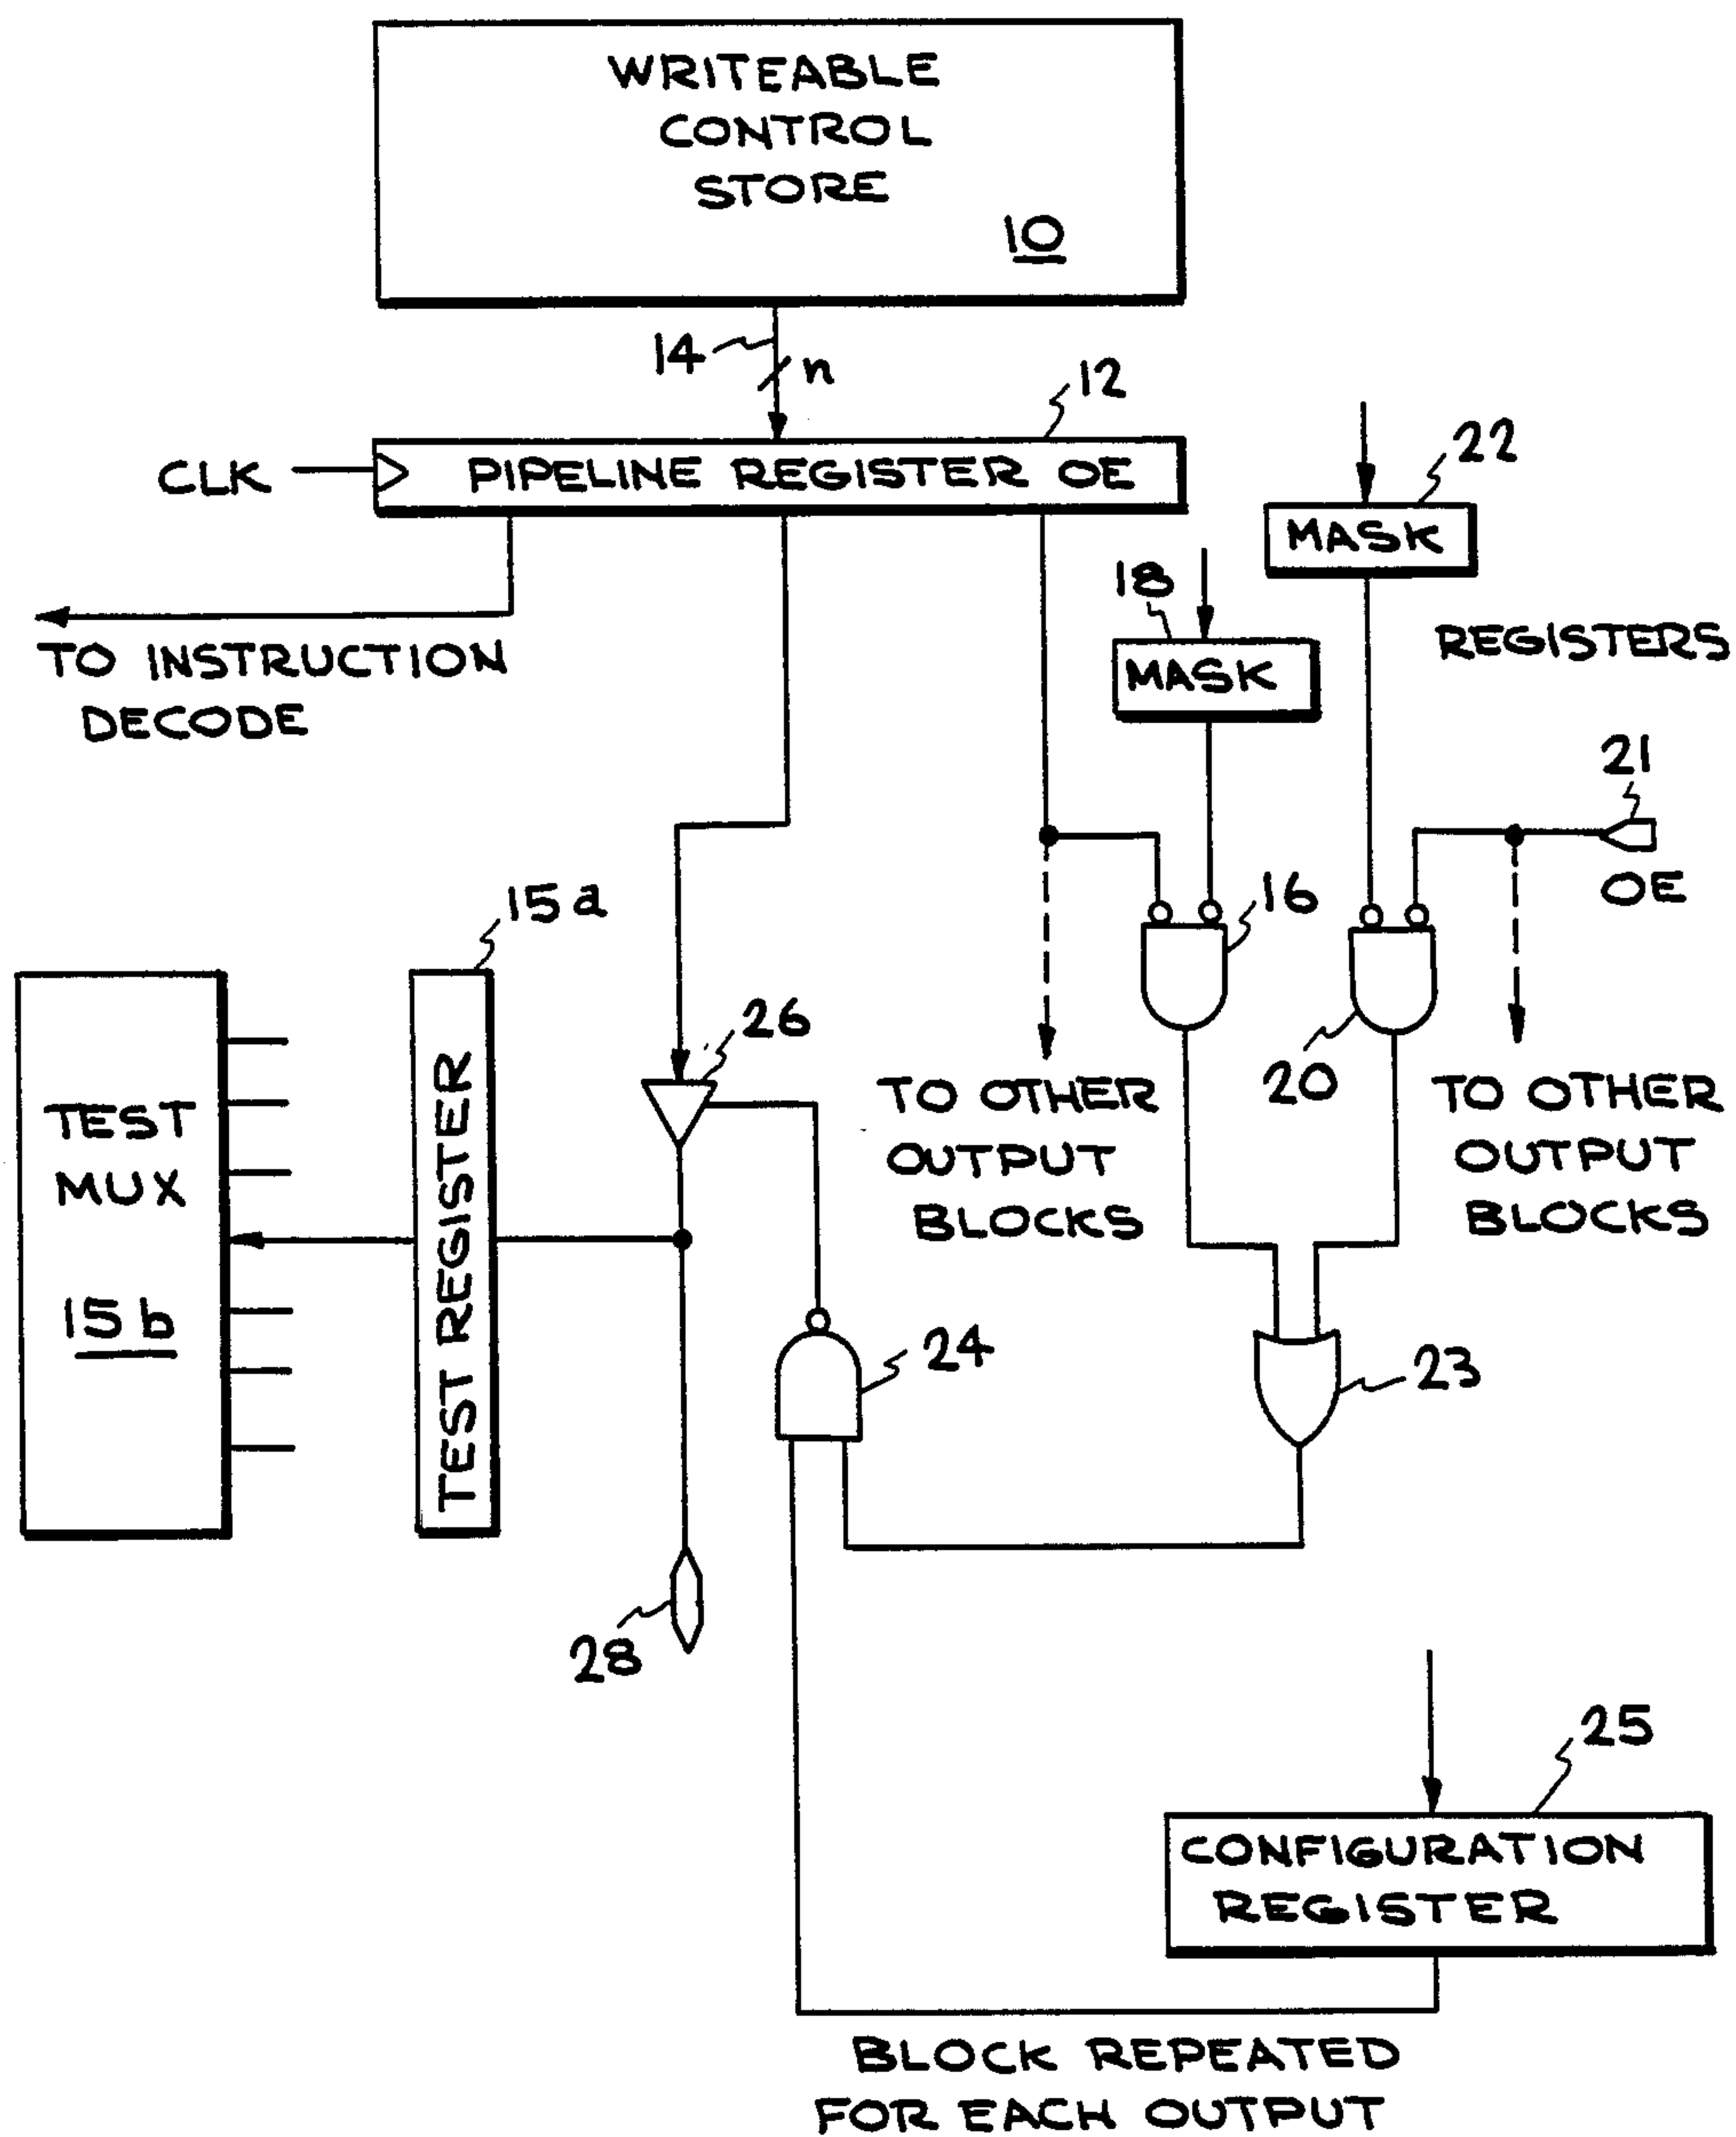 WRITEABLE
CONTROL
STORE
10
14
n
12
CLK
PIPELINE REGISTER OE
22
MASK
18
MASK
REGISTERS
TO INSTRUCTION
DECODE
21
OE
15a
16
26
20
TO OTHER
OUTPUT
BLOCKS
TO OTHER
OUTPUT
BLOCKS
TEST
MUX
15b
TEST REGISTER
24
23
28
25
CONFIGURATION
REGISTER
BLOCK REPEATED
FOR EACH OUTPUT